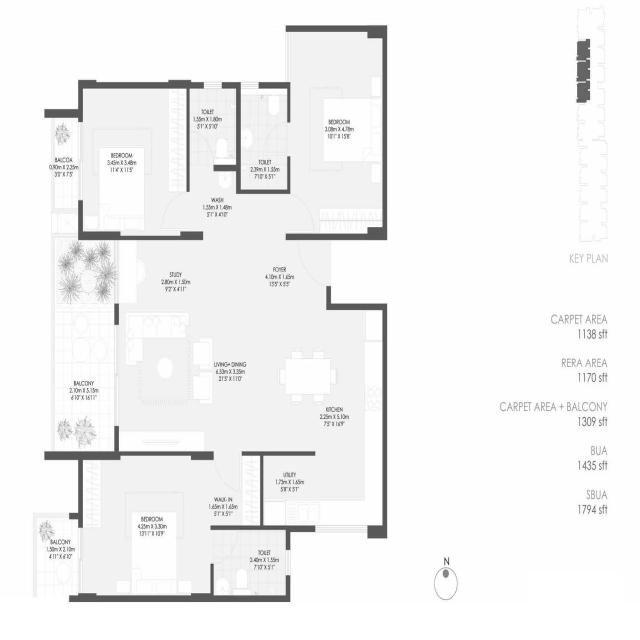 TOILET
1.55m X 1.80m
5'1" X 5'10"
BEDROOM
3.08m X 4.78m
10'1" X 15'8"
BALCOA
0.90m X 2.25m
3'0" X 7'5"
BEDROOM
3.45m X 3.48m
11'4" X 11'5"
TOILET
2.39m X 1.55m
7'10" X 5'1"
WASH
1.55m X 1.48m
5'1" X 4'10"
STUDY
2.80m X 1.50m
9'2" X 4'11"
FOYER
4.10m X 1.65m
13'5" X 5'5"
KEY PLAN
LIVING+ DINING
6.53m X 3.35m
21'5" X 11'0"
BALCONY
2.10m X 5.15m
6'10" X 16'11"
KITCHEN
2.25m X 5.10m
7'5" X 16'9"
UTILITY
1.73m X 1.65m
5'8" X 5'1"
WALK- IN
1.65m X 1.65m
5'1" X 5'1"
BEDROOM
4.25m X 3.30m
13'11" X 10'9"
BALCONY
1.50m X 2.10m
4'11" X 6'10"
TOILET
2.40m X 1.55m
7'10" X 5'1"
CARPET AREA
1138 sft
RERA AREA
1170 sft
CARPET AREA + BALCONY
1309 sft
BUA
1435 sft
SBUA
1794 sft
N